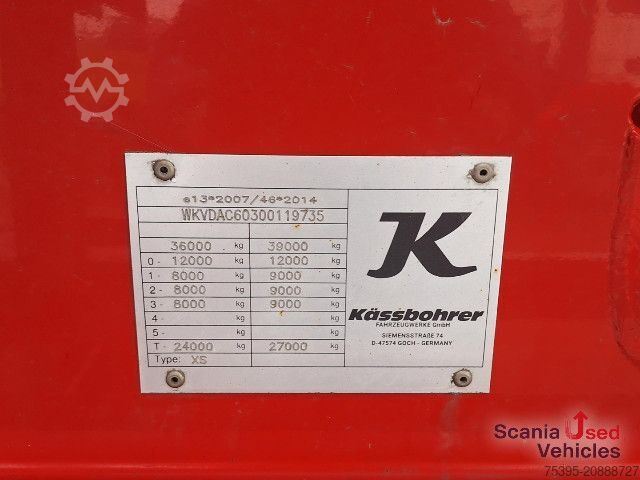 e13*2007/46*2014
WKVDAC60300119735
36000 . kg 39000 kg
0- 12000 kg 12000 kg
1- 8000 kg 9000 kg
2- 8000 kg 9000 kg
3- 8000 kg 9000 kg
4- kg kg
5- kg kg
T- 24000 kg 27000 kg
Type: XS
K
Kässbohrer
FAHRZEUGWERKE GmbH
SIEMENSSTRAßE 74
D-47574 GOCH - GERMANY
Scania Used
Vehicles
75395-20888727